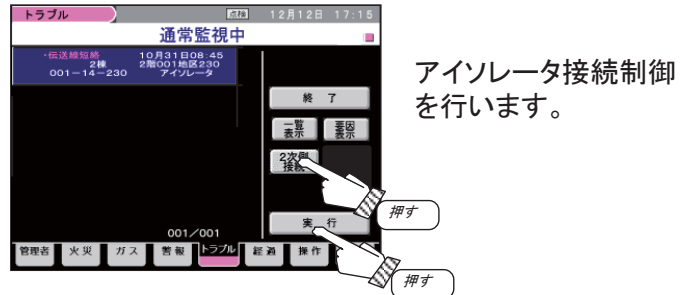 トラブル 点検 12月12日 17:15
通常監視中
・伝送線短絡 10月31日08:45
2棟 2階001地区230
001-14-230 アイソレータ
終 了
一覧表示 要因表示
2次側接続
押す
001/001
実 行
管理者 火災 ガス 警報 トラブル 経過 操作
押す
アイソレータ接続制御
を行います。